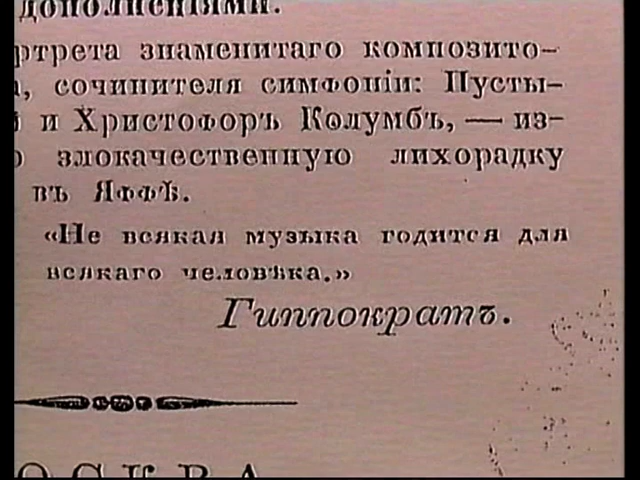 дополненіями.
ртрета знаменитаго композито-
, сочинителя симфоніи: Пусты-
и Христофоръ Колумбъ, — из-
злокачественную лихорадку
въ Яффѣ.
«Не всякая музыка годится для
всякаго человѣка.»
Гиппократъ.
ОСКВА